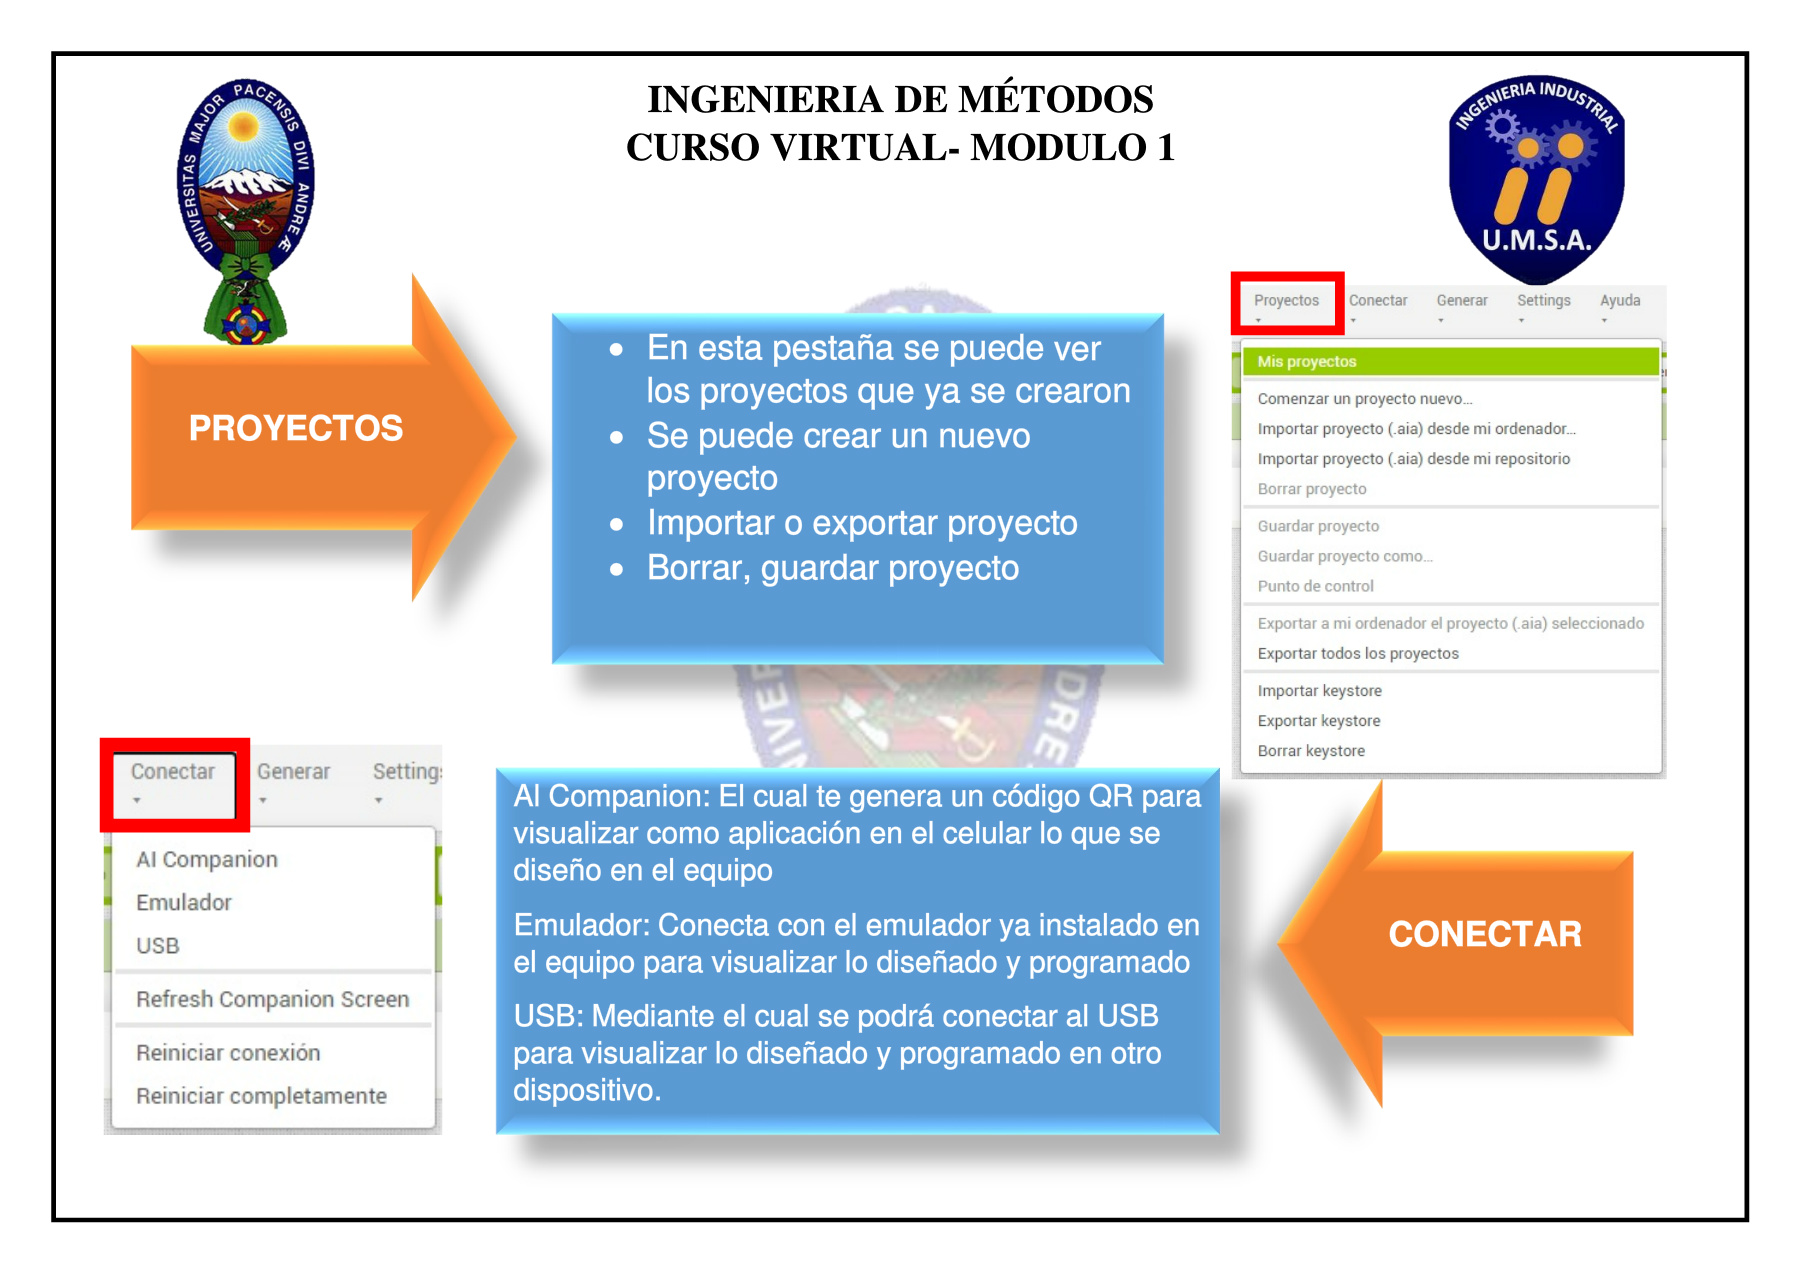 UNIVERSITAS MAJOR PACENSIS DIVI ANDREÆ
INGENIERIA DE MÉTODOS
CURSO VIRTUAL- MODULO 1
INGENIERIA INDUSTRIAL
U.M.S.A.
PROYECTOS
• En esta pestaña se puede ver
los proyectos que ya se crearon
• Se puede crear un nuevo
proyecto
• Importar o exportar proyecto
• Borrar, guardar proyecto
Proyectos Conectar Generar Settings Ayuda
Mis proyectos
Comenzar un proyecto nuevo...
Importar proyecto (.aia) desde mi ordenador...
Importar proyecto (.aia) desde mi repositorio
Borrar proyecto
Guardar proyecto
Guardar proyecto como...
Punto de control
Exportar a mi ordenador el proyecto (.aia) seleccionado
Exportar todos los proyectos
Importar keystore
Exportar keystore
Borrar keystore
Conectar Generar Settings
AI Companion
Emulador
USB
Refresh Companion Screen
Reiniciar conexión
Reiniciar completamente
AI Companion: El cual te genera un código QR para
visualizar como aplicación en el celular lo que se
diseño en el equipo
Emulador: Conecta con el emulador ya instalado en
el equipo para visualizar lo diseñado y programado
USB: Mediante el cual se podrá conectar al USB
para visualizar lo diseñado y programado en otro
dispositivo.
CONECTAR